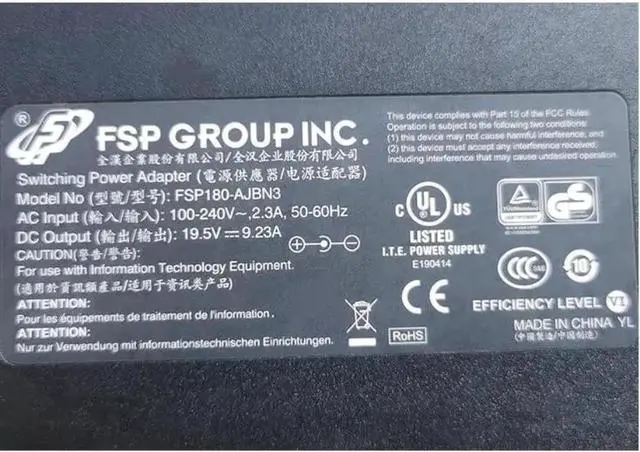 ®
FSP GROUP INC.
全漢企業股份有限公司/全汉企业股份有限公司
Switching Power Adapter (電源供應器/电源适配器)
Model No (型號/型号): FSP180-AJBN3
AC Input (輸入/输入): 100-240V~, 2.3A, 50-60Hz
DC Output (輸出/输出): 19.5V⎓9.23A
CAUTION(警告/警告):
For use with Information Technology Equipment.
(適用於資訊類產品/适用于资讯类产品)
ATTENTION:
Pour les équipements de traitement de l'information.
ATTENTION:
Nur zur Verwendung mit informationstechnischen Einrichtungen.
This device complies with Part 15 of the FCC Rules.
Operation is subject to the following two conditions:
(1) this device may not cause harmful interference, and
(2) this device must accept any interference received,
including interference that may cause undesired operation.
C UL US
LISTED
I.T.E. POWER SUPPLY
E190414
TÜVRheinland
GS
CCC
10
CE
RoHS
EFFICIENCY LEVEL VI
MADE IN CHINA YL
(中國製造/中国制造)